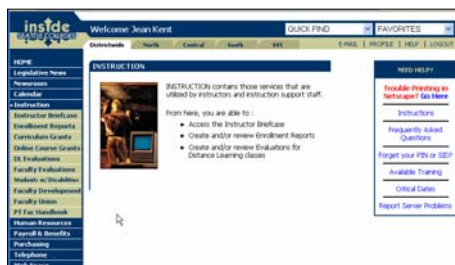 inside
SEATTLE COLLEGES
Welcome Jean Kent
QUICK FIND
FAVORITES
Districtwide
North
Central
South
E-MAIL | PROFILE | HELP | LOGOUT
HOME
Legislative News
Newsroom
Calendar
Instruction
Instructor Briefcase
Enrollment Reports
Curriculum Grants
Online Course Grants
DL Evaluations
Faculty Evaluations
Students w/Disabilities
Faculty Development
Faculty Union
PT Fac Handbook
Human Resources
Payroll & Benefits
Purchasing
Telephone
INSTRUCTION
INSTRUCTION contains those services that are
utilized by instructors and instruction support staff.
From here, you are able to :
Access the Instructor Briefcase
Create and/or review Enrollment Reports
Create and/or review Evaluations for
Distance Learning classes
NEED HELP?
Trouble Printing in
Netscape? Go Here
Instructions
Frequently Asked
Questions
Forget your PIN or SID?
Available Training
Critical Dates
Report Server Problems